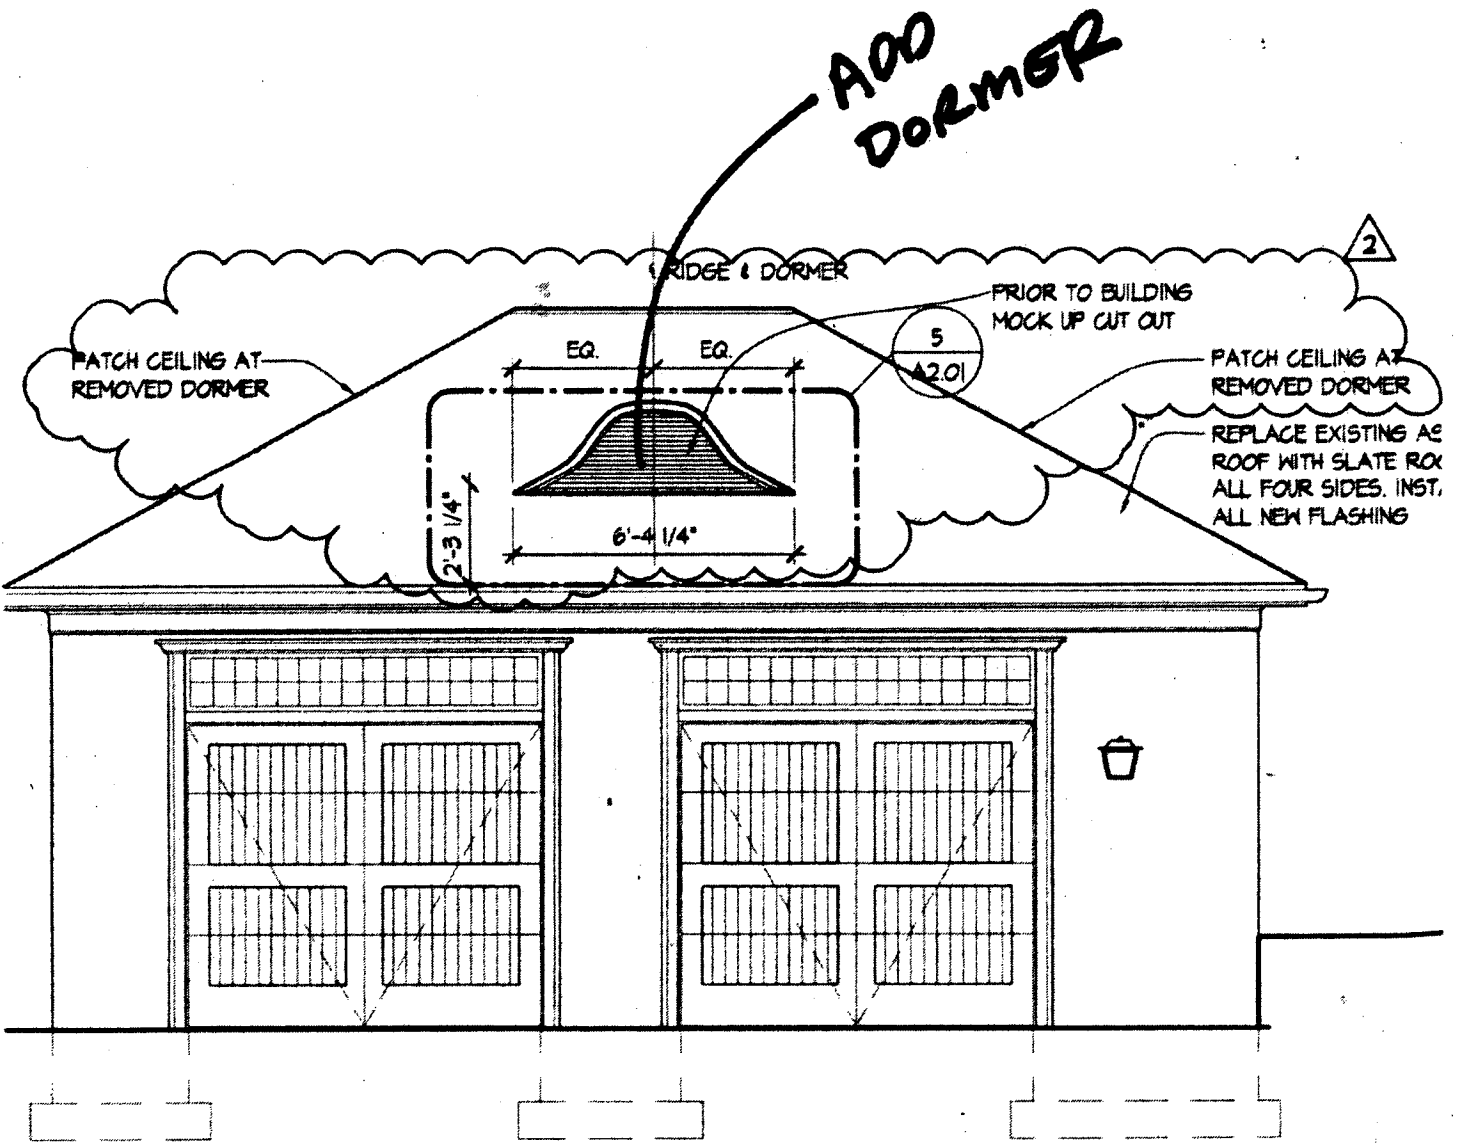 ADD
DORMER
2
RIDGE & DORMER
PRIOR TO BUILDING
MOCK UP CUT OUT
5
A2.01
EQ.
EQ.
PATCH CEILING AT
REMOVED DORMER
PATCH CEILING AT
REMOVED DORMER
REPLACE EXISTING AS
ROOF WITH SLATE ROO
ALL FOUR SIDES. INST.
ALL NEW FLASHING
2'-3 1/4"
6'-4 1/4"